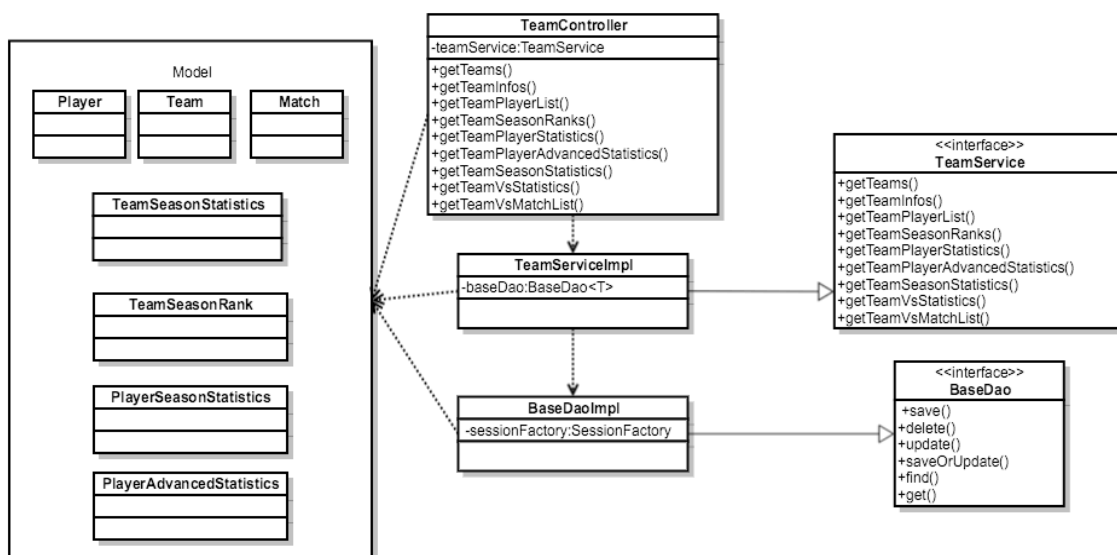 Model
Player
Team
Match
TeamSeasonStatistics
TeamSeasonRank
PlayerSeasonStatistics
PlayerAdvancedStatistics
TeamController
-teamService:TeamService
+getTeams()
+getTeamInfos()
+getTeamPlayerList()
+getTeamSeasonRanks()
+getTeamPlayerStatistics()
+getTeamPlayerAdvancedStatistics()
+getTeamSeasonStatistics()
+getTeamVsStatistics()
+getTeamVsMatchList()
TeamServiceImpl
-baseDao:BaseDao<T>
BaseDaoImpl
-sessionFactory:SessionFactory
<<interface>>
TeamService
+getTeams()
+getTeamInfos()
+getTeamPlayerList()
+getTeamSeasonRanks()
+getTeamPlayerStatistics()
+getTeamPlayerAdvancedStatistics()
+getTeamSeasonStatistics()
+getTeamVsStatistics()
+getTeamVsMatchList()
<<interface>>
BaseDao
+save()
+delete()
+update()
+saveOrUpdate()
+find()
+get()